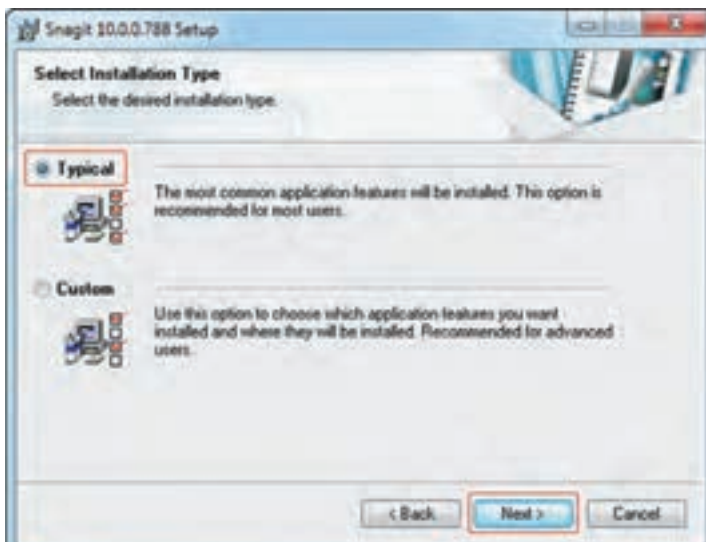 Snagit 10.0.0.788 Setup
Select Installation Type
Select the desired installation type.
Typical
The most common application features will be installed. This option is
recommended for most users.
Custom
Use this option to choose which application features you want
installed and where they will be installed. Recommended for advanced
users.
< Back
Next >
Cancel